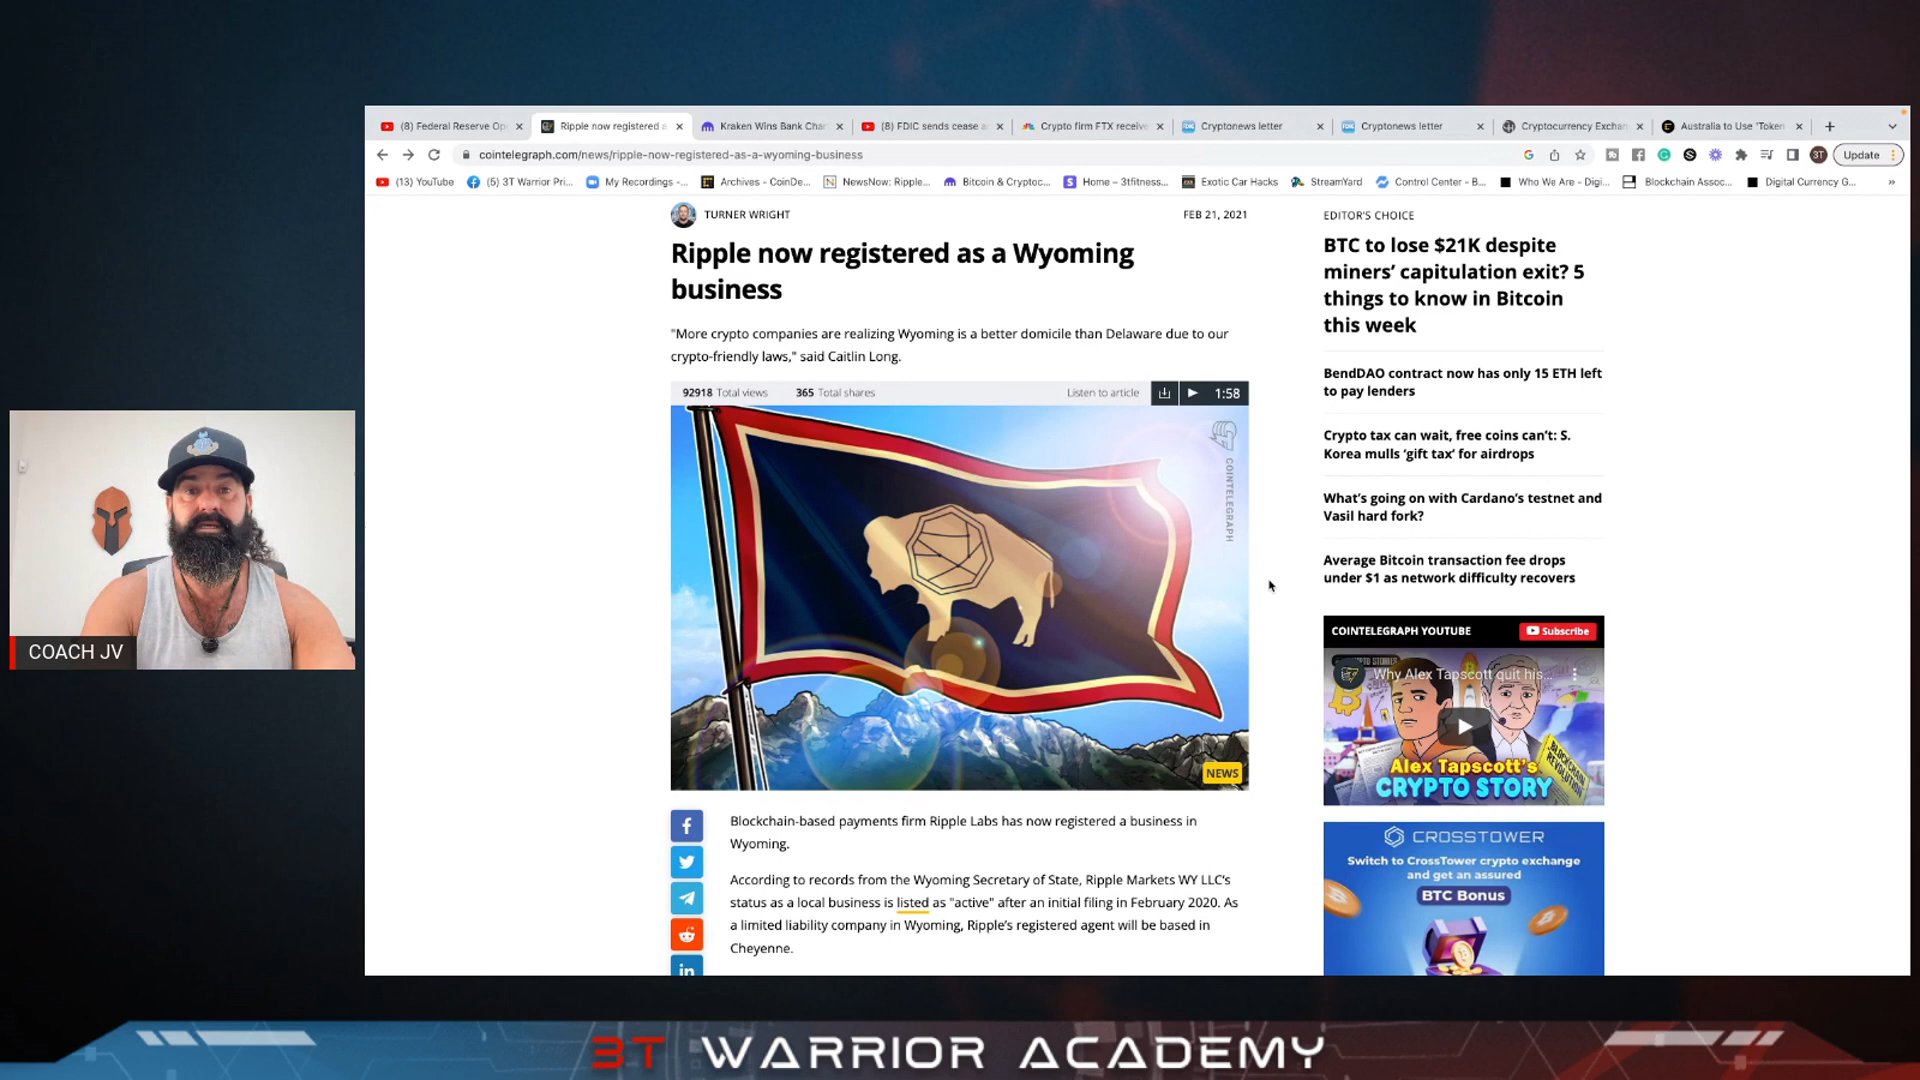 (8) Federal Reserve Op
Ripple now registered a
Kraken Wins Bank Char
(8) FDIC sends cease a
Crypto firm FTX receive
Cryptonews letter
Cryptonews letter
Cryptocurrency Exchan
Australia to Use 'Token
cointelegraph.com/news/ripple-now-registered-as-a-wyoming-business
3T
Update
(13) YouTube
(5) 3T Warrior Pri...
My Recordings -...
Archives - CoinDe...
NewsNow: Ripple...
Bitcoin & Cryptoc...
Home – 3tfitness...
Exotic Car Hacks
StreamYard
Control Center - B...
Who We Are - Digi...
Blockchain Assoc...
Digital Currency G...
TURNER WRIGHT
FEB 21, 2021
Ripple now registered as a Wyoming
business
"More crypto companies are realizing Wyoming is a better domicile than Delaware due to our
crypto-friendly laws," said Caitlin Long.
92918 Total views
365 Total shares
Listen to article
1:58
COINTELEGRAPH
NEWS
Blockchain-based payments firm Ripple Labs has now registered a business in
Wyoming.
According to records from the Wyoming Secretary of State, Ripple Markets WY LLC's
status as a local business is listed as "active" after an initial filing in February 2020. As
a limited liability company in Wyoming, Ripple's registered agent will be based in
Cheyenne.
EDITOR'S CHOICE
BTC to lose $21K despite
miners' capitulation exit? 5
things to know in Bitcoin
this week
BendDAO contract now has only 15 ETH left
to pay lenders
Crypto tax can wait, free coins can't: S.
Korea mulls 'gift tax' for airdrops
What's going on with Cardano's testnet and
Vasil hard fork?
Average Bitcoin transaction fee drops
under $1 as network difficulty recovers
COINTELEGRAPH YOUTUBE
Subscribe
Why Alex Tapscott quit his...
BLOCKCHAIN
REVOLUTION
Alex Tapscott's
CRYPTO STORY
CROSSTOWER
Switch to CrossTower crypto exchange
and get an assured
BTC Bonus
COACH JV
3T WARRIOR ACADEMY